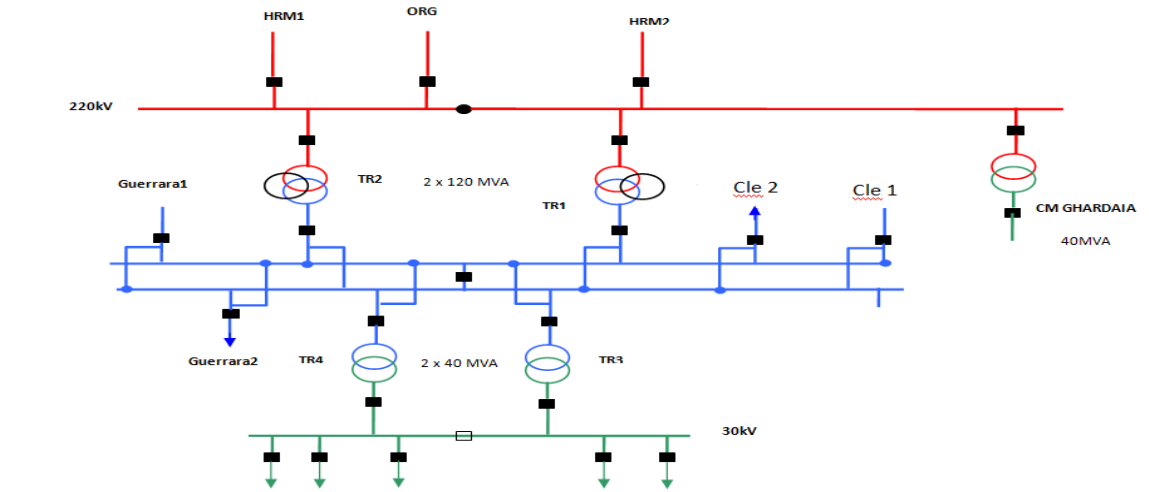 HRM1
ORG
HRM2
220kV
Guerrara1
TR2
2 x 120 MVA
TR1
Cle 2
Cle 1
CM GHARDAIA
40MVA
Guerrara2
TR4
2 x 40 MVA
TR3
30kV